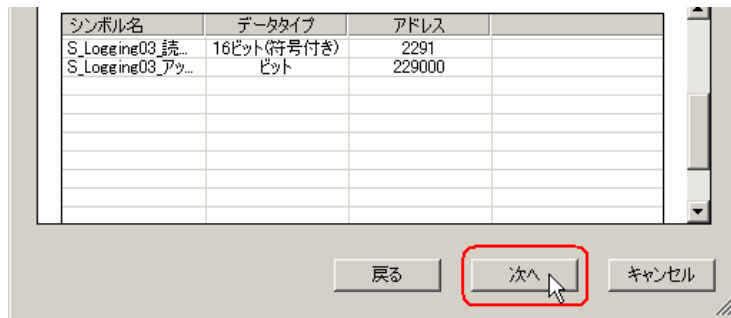 シンボル名 データタイプ アドレス
S_Logging03_読... 16ビット(符号付き) 2291
S_Logging03_アッ... ビット 229000
戻る 次へ キャンセル